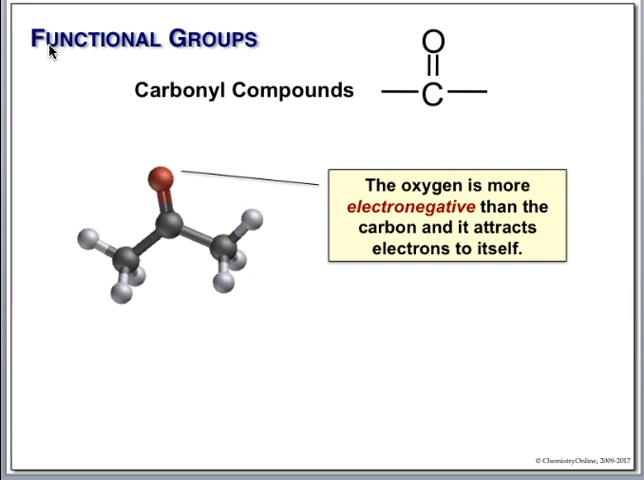 FUNCTIONAL GROUPS
O
Carbonyl Compounds
C
The oxygen is more
electronegative than the
carbon and it attracts
electrons to itself.
© ChemistryOnline, 2009-2017